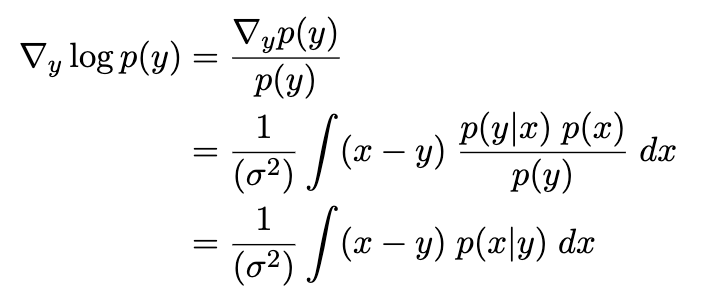 ∇_y log p(y) = ∇_y p(y) / p(y)
= 1/(σ²) ∫ (x − y) p(y|x) p(x) / p(y) dx
= 1/(σ²) ∫ (x − y) p(x|y) dx